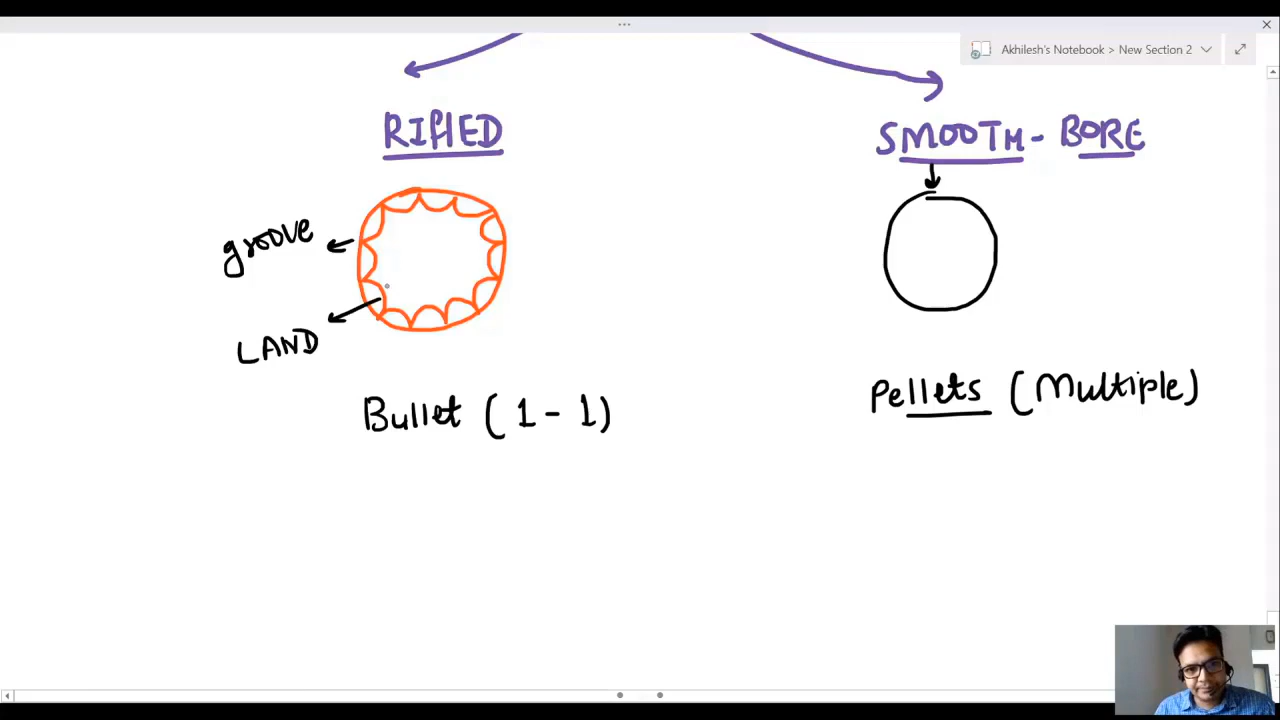 Akhilesh's Notebook > New Section 2
RIFlED
SMOOTH-BORE
groove
LAND
Bullet (1-1)
Pellets (Multiple)